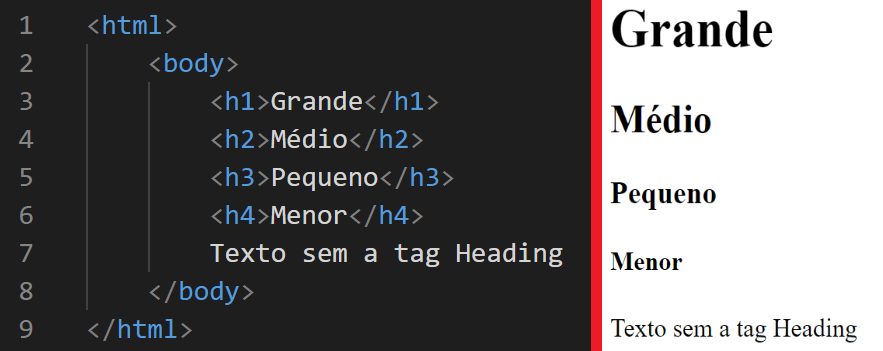 1 <html>
2 <body>
3 <h1>Grande</h1>
4 <h2>Médio</h2>
5 <h3>Pequeno</h3>
6 <h4>Menor</h4>
7 Texto sem a tag Heading
8 </body>
9 </html>
Grande
Médio
Pequeno
Menor
Texto sem a tag Heading